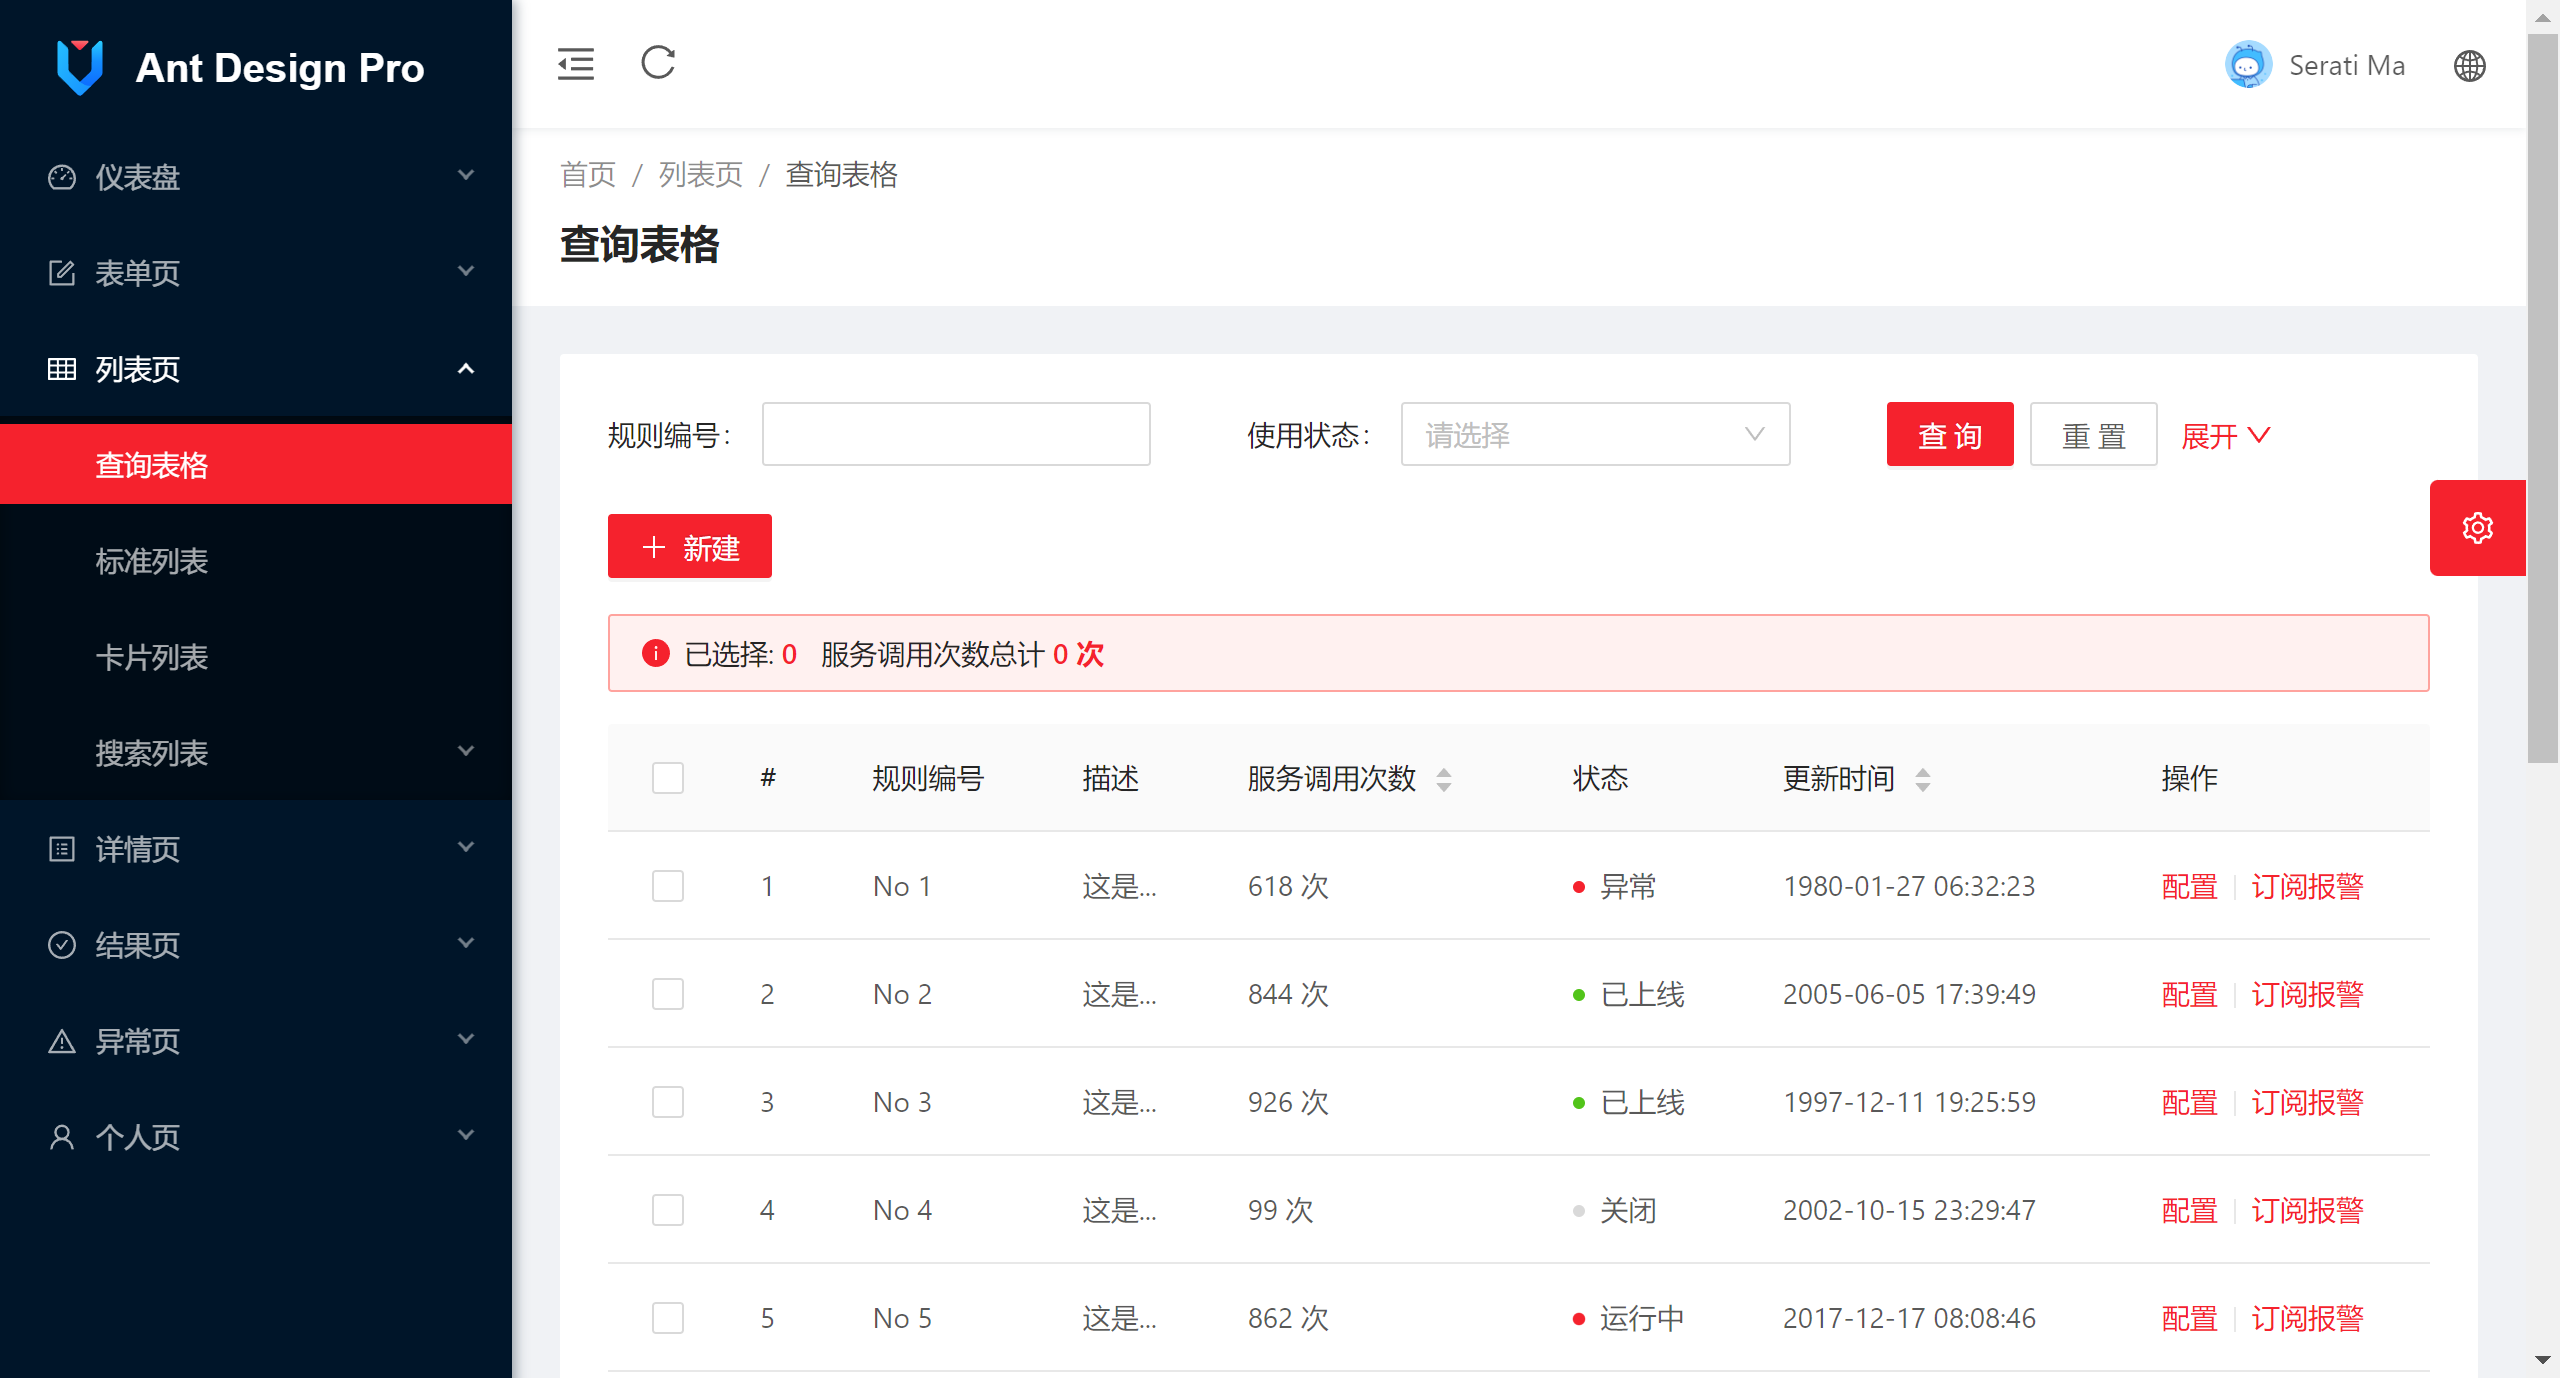 Ant Design Pro
Serati Ma
仪表盘
表单页
列表页
查询表格
标准列表
卡片列表
搜索列表
详情页
结果页
异常页
个人页
首页 / 列表页 / 查询表格
查询表格
规则编号:
使用状态: 请选择 查 询 重 置 展开
新建
已选择: 0 服务调用次数总计 0 次
# 规则编号 描述 服务调用次数 状态 更新时间 操作
1 No 1 这是... 618 次 异常 1980-01-27 06:32:23 配置 订阅报警
2 No 2 这是... 844 次 已上线 2005-06-05 17:39:49 配置 订阅报警
3 No 3 这是... 926 次 已上线 1997-12-11 19:25:59 配置 订阅报警
4 No 4 这是... 99 次 关闭 2002-10-15 23:29:47 配置 订阅报警
5 No 5 这是... 862 次 运行中 2017-12-17 08:08:46 配置 订阅报警